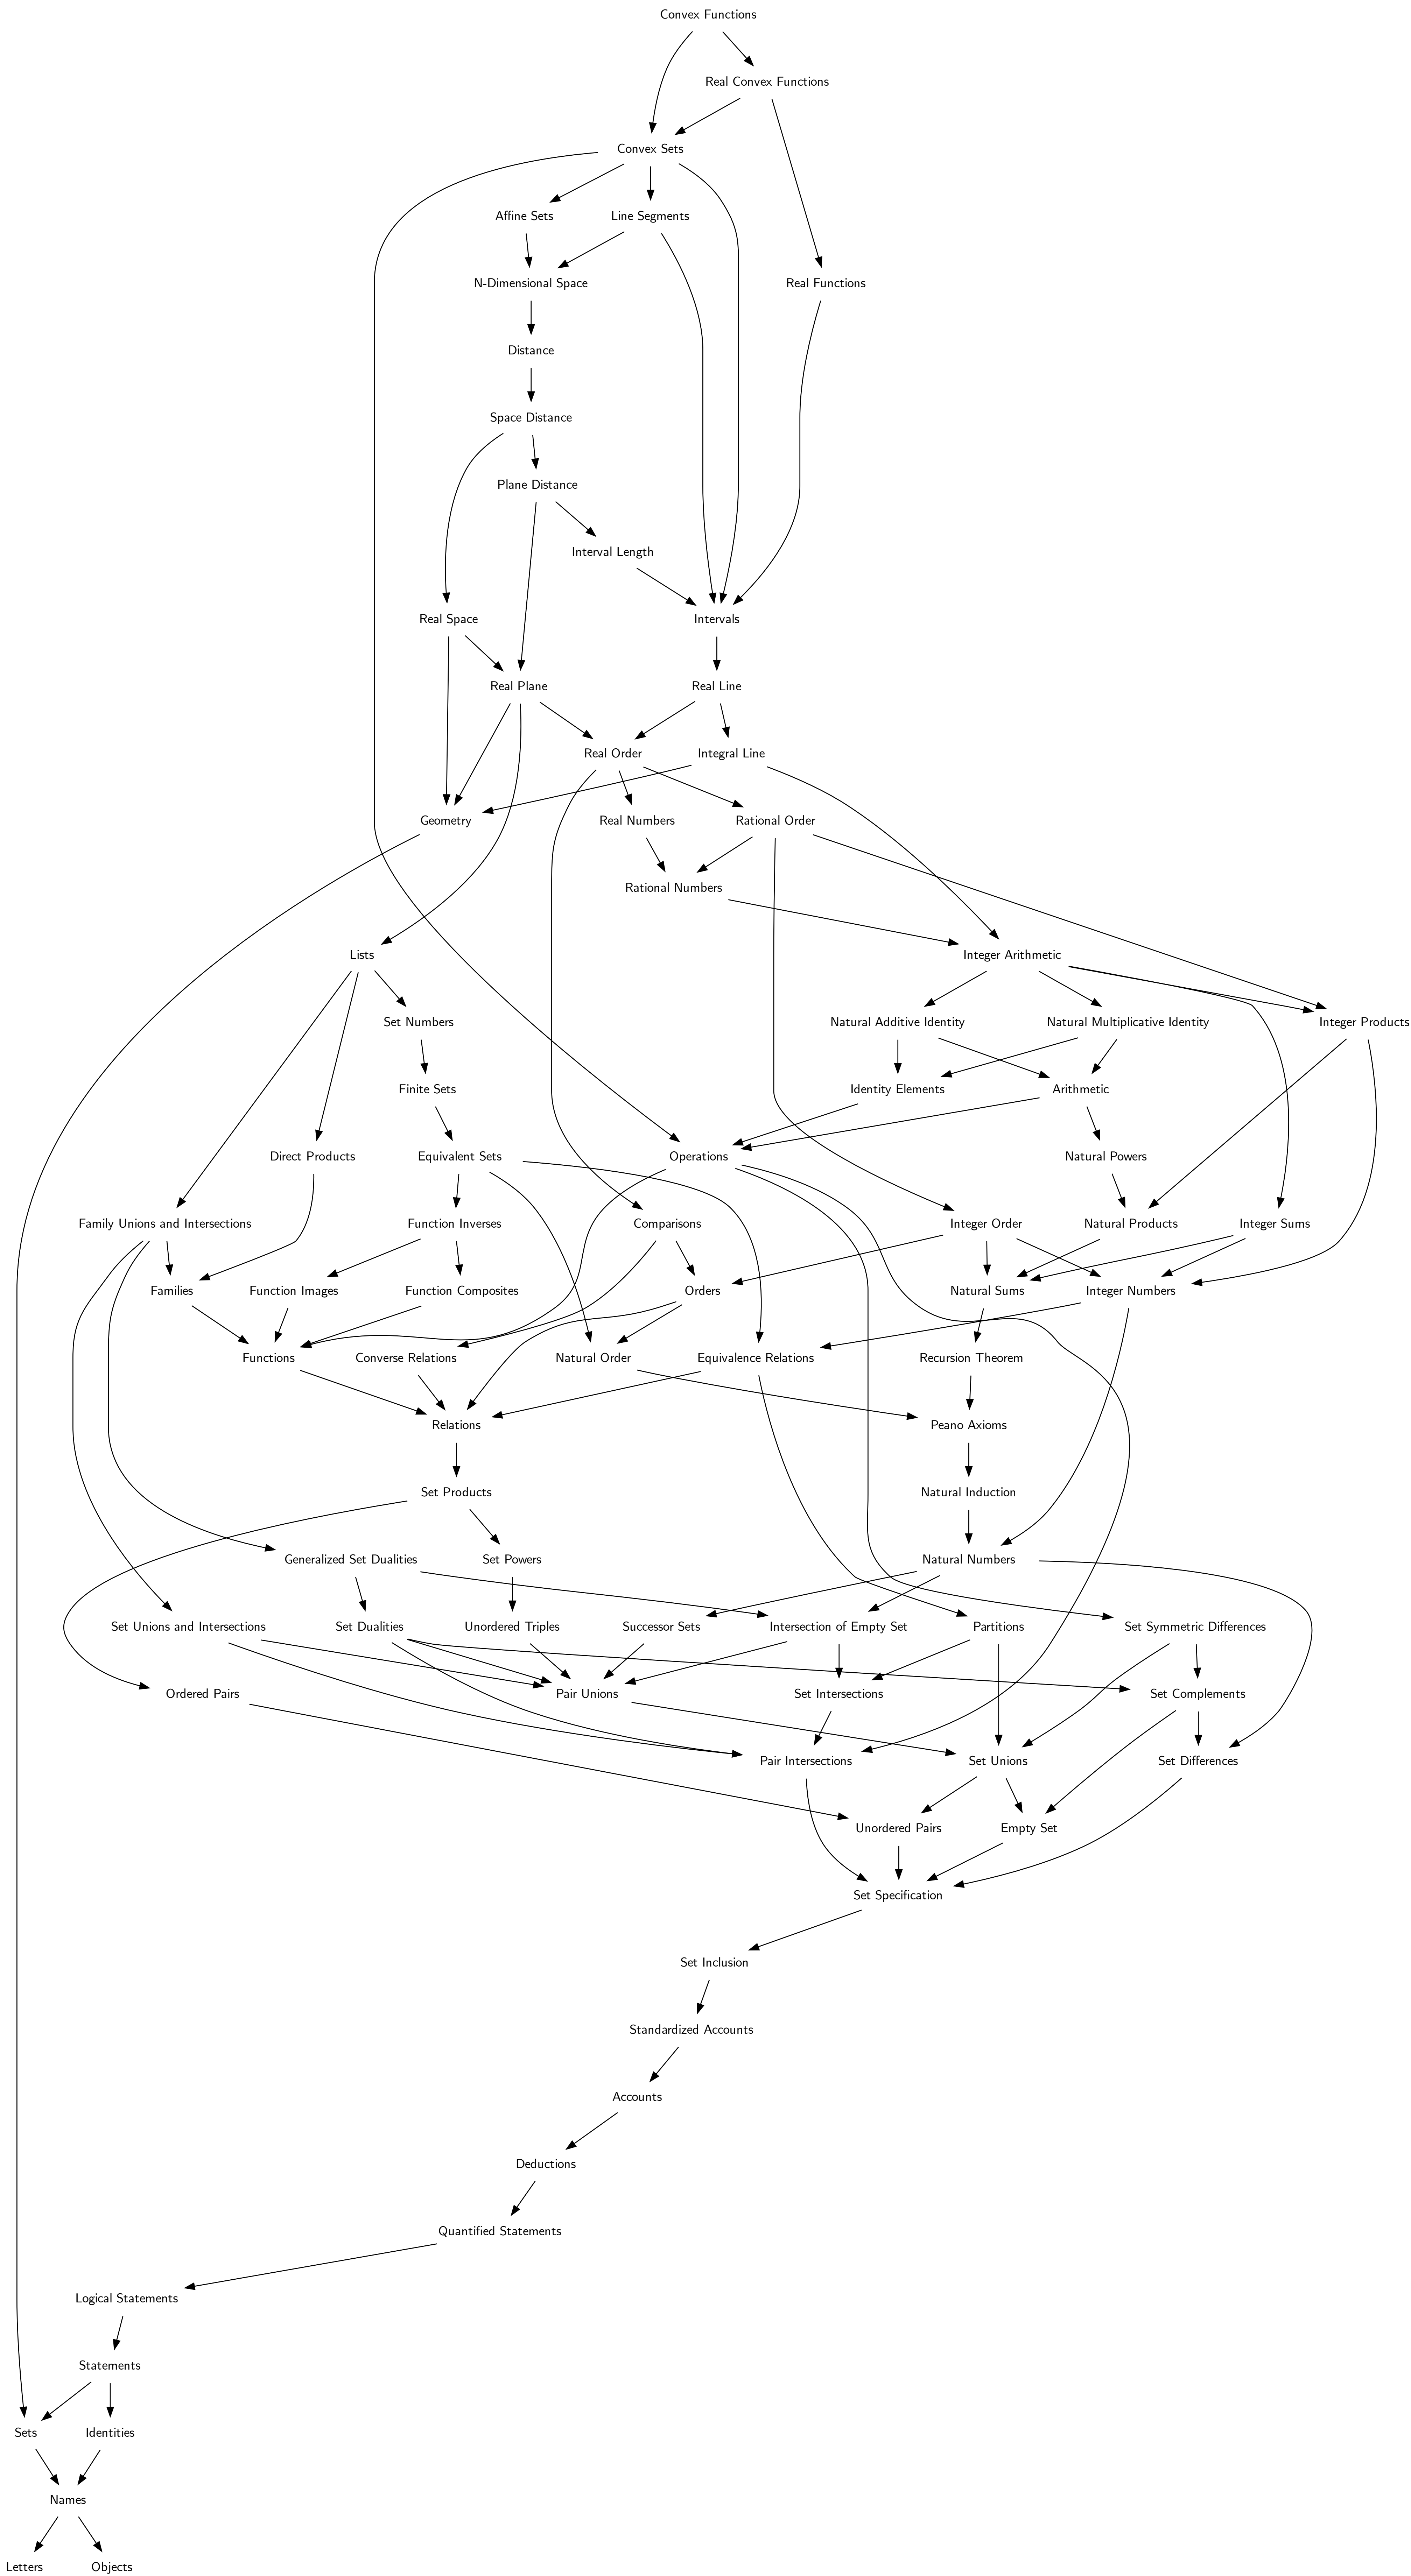 Convex Functions
Real Convex Functions
Convex Sets
Affine Sets
Line Segments
N-Dimensional Space
Real Functions
Distance
Space Distance
Plane Distance
Interval Length
Real Space
Intervals
Real Plane
Real Line
Real Order
Integral Line
Geometry
Real Numbers
Rational Order
Rational Numbers
Lists
Integer Arithmetic
Set Numbers
Natural Additive Identity
Natural Multiplicative Identity
Integer Products
Finite Sets
Identity Elements
Arithmetic
Direct Products
Equivalent Sets
Operations
Natural Powers
Family Unions and Intersections
Function Inverses
Comparisons
Integer Order
Natural Products
Integer Sums
Families
Function Images
Function Composites
Orders
Natural Sums
Integer Numbers
Functions
Converse Relations
Natural Order
Equivalence Relations
Recursion Theorem
Relations
Peano Axioms
Set Products
Natural Induction
Generalized Set Dualities
Set Powers
Natural Numbers
Set Unions and Intersections
Set Dualities
Unordered Triples
Successor Sets
Intersection of Empty Set
Partitions
Set Symmetric Differences
Ordered Pairs
Pair Unions
Set Intersections
Set Complements
Pair Intersections
Set Unions
Set Differences
Unordered Pairs
Empty Set
Set Specification
Set Inclusion
Standardized Accounts
Accounts
Deductions
Quantified Statements
Logical Statements
Statements
Sets
Identities
Names
Letters
Objects